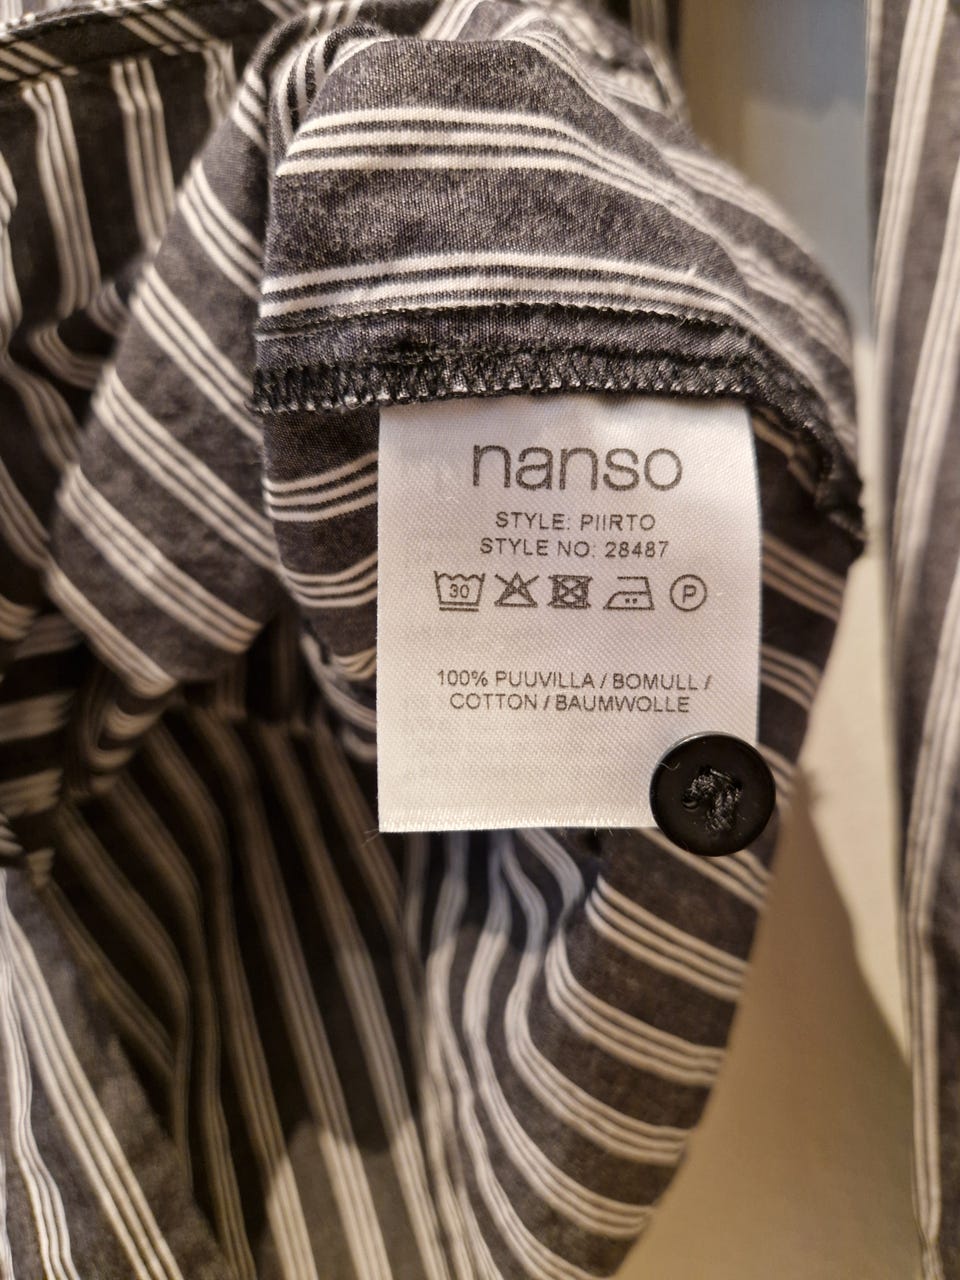 nanso
STYLE: PIIRTO
STYLE NO: 28487
30 P
100% PUUVILLA / BOMULL /
COTTON / BAUMWOLLE